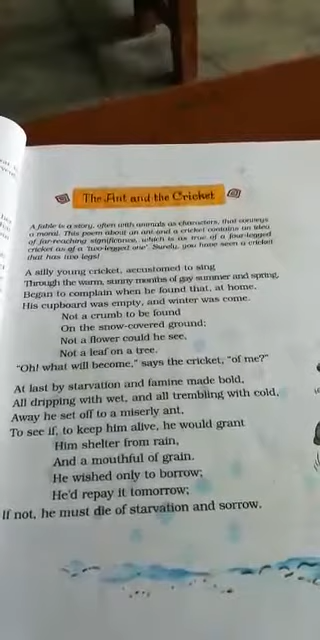 The Ant and the Cricket
A fable is a story, often with animals as characters, that conveys
a moral. This poem about an ant and a cricket contains an idea
of far-reaching significance, which is as true of a four-legged
cricket as of a 'two-legged one'. Surely, you have seen a cricket
that has two legs!
A silly young cricket, accustomed to sing
Through the warm, sunny months of gay summer and spring,
Began to complain when he found that, at home,
His cupboard was empty, and winter was come.
Not a crumb to be found
On the snow-covered ground;
Not a flower could he see,
Not a leaf on a tree.
"Oh! what will become," says the cricket, "of me?"
At last by starvation and famine made bold,
All dripping with wet, and all trembling with cold,
Away he set off to a miserly ant,
To see if, to keep him alive, he would grant
Him shelter from rain,
And a mouthful of grain.
He wished only to borrow;
He'd repay it tomorrow;
If not, he must die of starvation and sorrow.